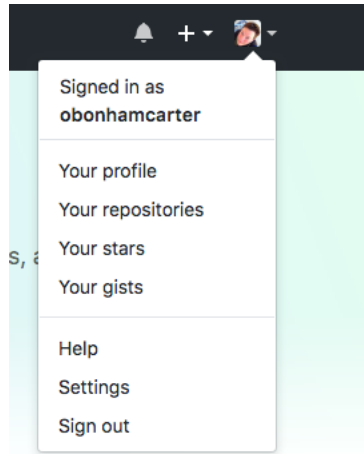 Signed in as
obonhamcarter
Your profile
Your repositories
s, a
Your stars
Your gists
Help
Settings
Sign out